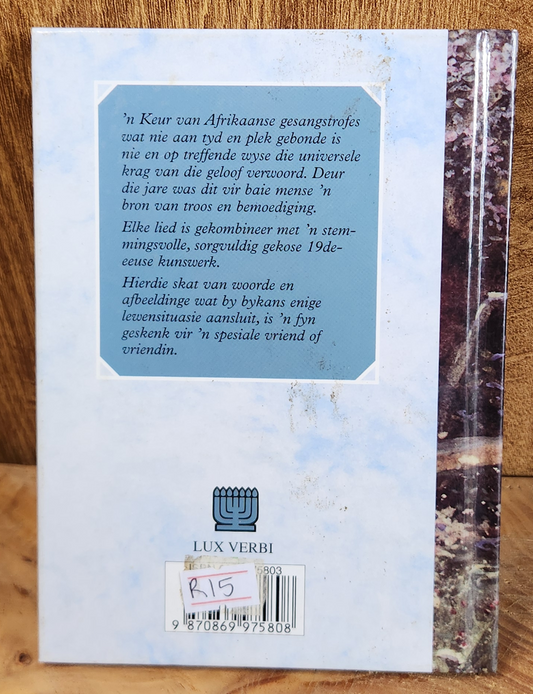 'n Keur van Afrikaanse gesangstrofes
wat nie aan tyd en plek gebonde is
nie en op treffende wyse die universele
krag van die geloof verwoord. Deur
die jare was dit vir baie mense 'n
bron van troos en bemoediging.
Elke lied is gekombineer met 'n stem-
mingsvolle, sorgvuldig gekose 19de-
eeuse kunswerk.
Hierdie skat van woorde en
afbeeldinge wat by bykans enige
lewensituasie aansluit, is 'n fyn
geskenk vir 'n spesiale vriend of
vriendin.
LUX VERBI
R15
9 870869 975808